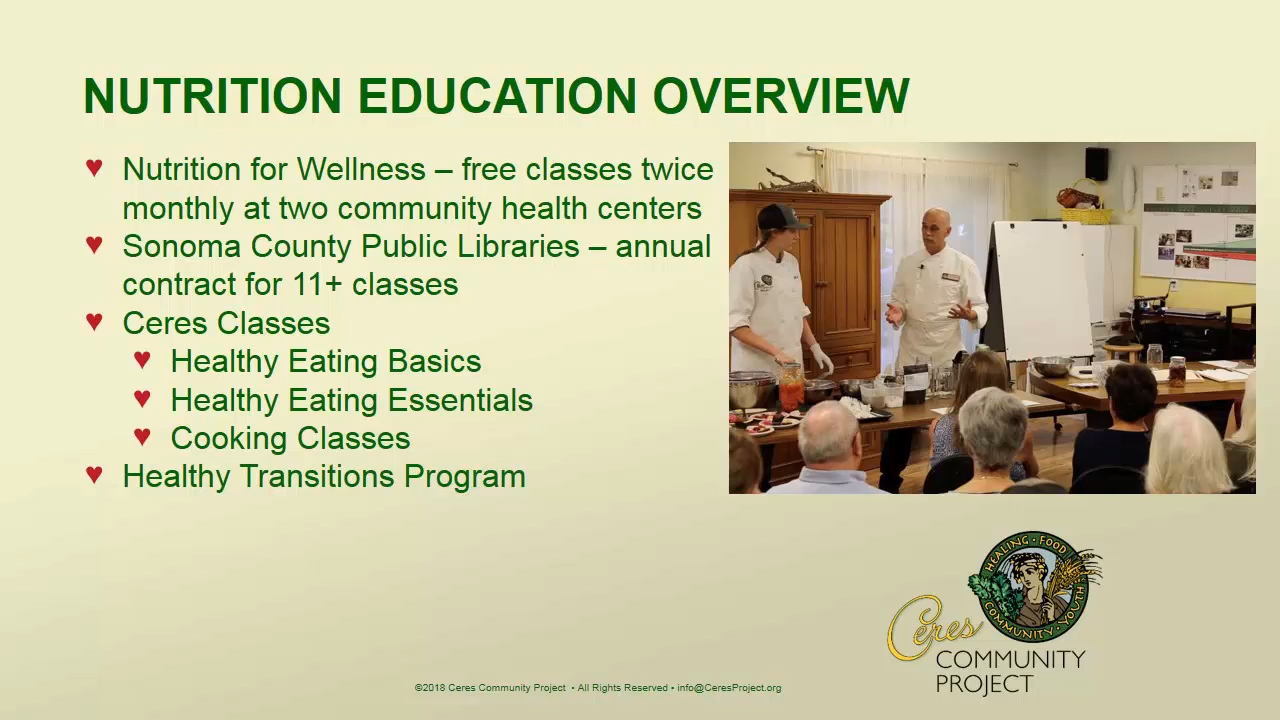 NUTRITION EDUCATION OVERVIEW
♥ Nutrition for Wellness – free classes twice
monthly at two community health centers
♥ Sonoma County Public Libraries – annual
contract for 11+ classes
♥ Ceres Classes
♥ Healthy Eating Basics
♥ Healthy Eating Essentials
♥ Cooking Classes
♥ Healthy Transitions Program
HEALING • FOOD
COMMUNITY • YOUTH
Ceres
COMMUNITY
PROJECT
©2018 Ceres Community Project • All Rights Reserved • info@CeresProject.org